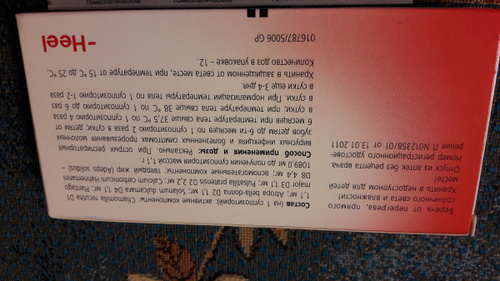 Беречь от перегрева, прямого
солнечного света и влажности
Хранить в недоступном для детей
месте!
Отпуск из аптек без рецепта врача.
Номер регистрационного удостове-
рения П N01258/01 от 13.01.2011
Состав (на 1 суппозиторий): активные компоненты: Chamomilla recutita D1
1,1 мг; Atropa bella-donna D2 1,1 мг; Solanum dulcamara D4 1,1 мг; Plantago
major D3 1,1 мг; Pulsatilla pratensis D2 2,2 мг; Calcium carbonicum Hahnemanni
D8 4,4 мг; вспомогательные компоненты: твердый жир (Adeps solidus)
1089,0 мг до получения суппозитория массой 1,1 г.
Способ применения и дозы: Ректально. При острых респираторных
вирусных инфекциях и болезненных симптомах прорезывания молочных
зубов детям до 6-ти месяцев по 1 суппозиторию 2 раза в сутки; детям от
6 месяцев при температуре тела свыше 37,5 °С по 1 суппозиторию 4 раза
в сутки, при температуре тела свыше 38 °С по 1 суппозиторию до 6 раз
в сутки. При нормализации температуры тела по 1 суппозиторию 1-2 раза
в сутки еще 3-4 дня.
Хранить в защищенном от света месте, при температуре от 15 °С до 25 °С.
Количество доз в упаковке – 12.
016787/5006 GP
-Heel